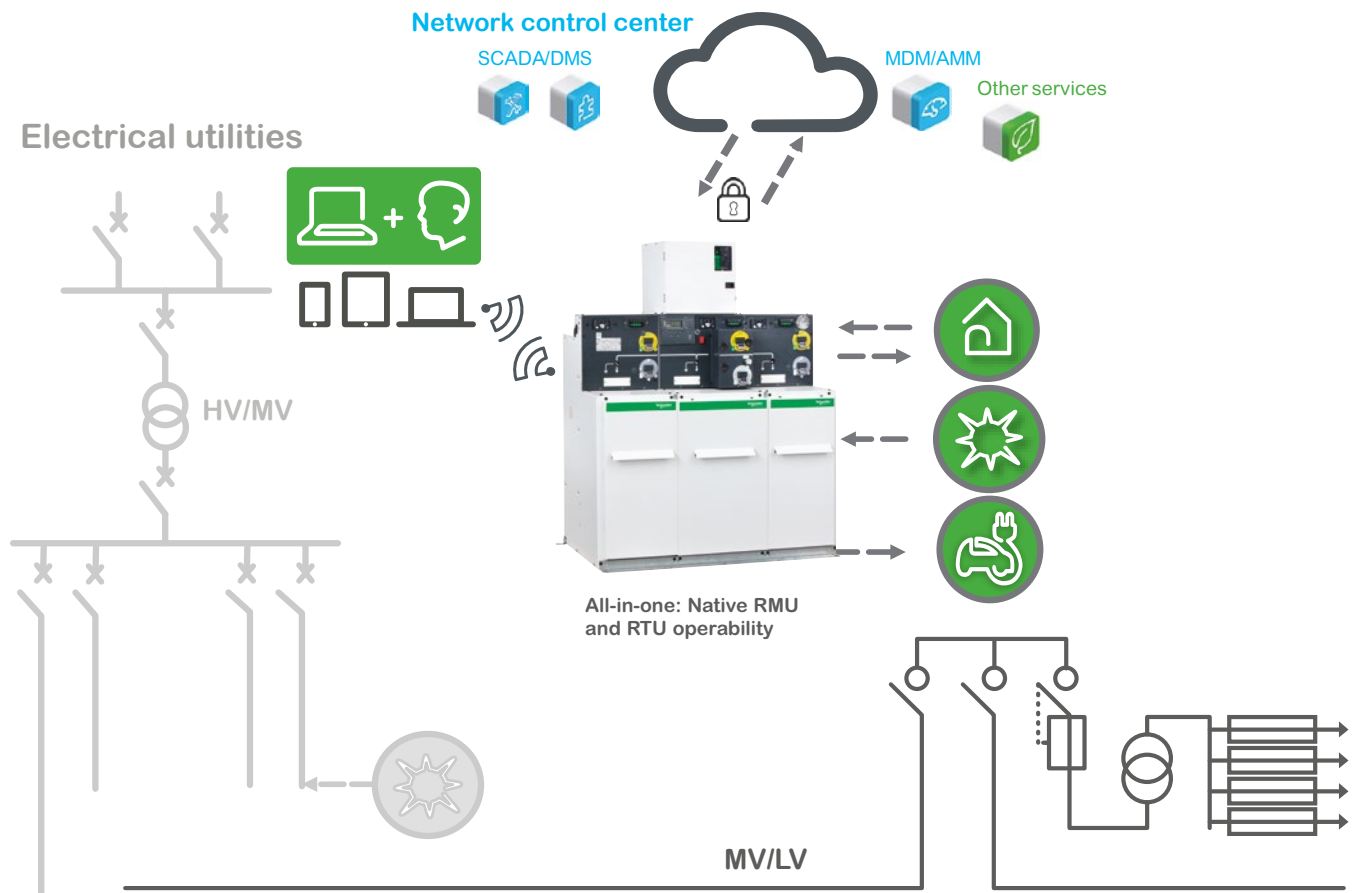 Network control center
SCADA/DMS
MDM/AMM
Other services
Electrical utilities
HV/MV
All-in-one: Native RMU
and RTU operability
MV/LV